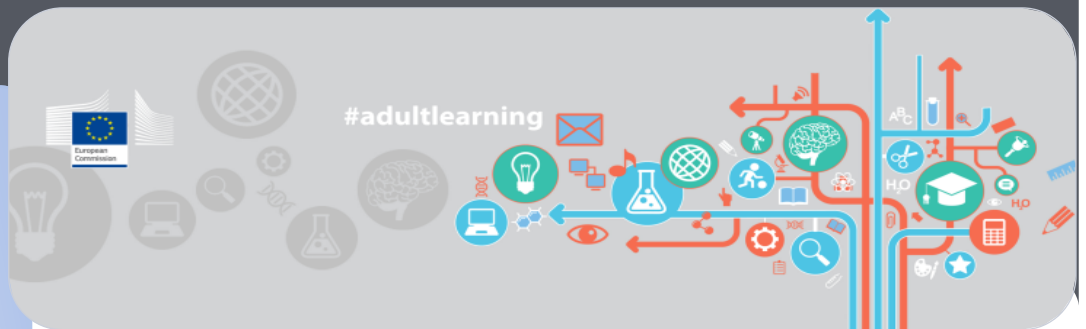 #adultlearning
European
Commission
ABC
H2O
H2O